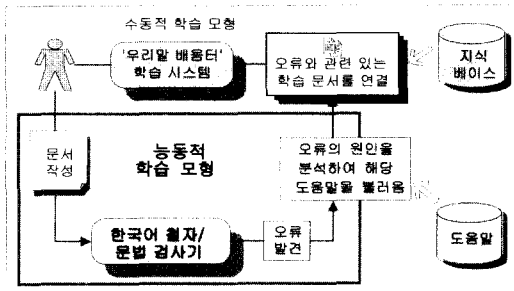 수동적 학습 모형
'우리말 배움터'
학습 시스템
오류와 관련 있는
학습 문서를 연결
지식
베이스
문서
작성
능동적
학습 모형
오류의 원인을
분석하여 해당
도움말을 불러옴
한국어 철자/
문법 검사기
오류
발견
도움말